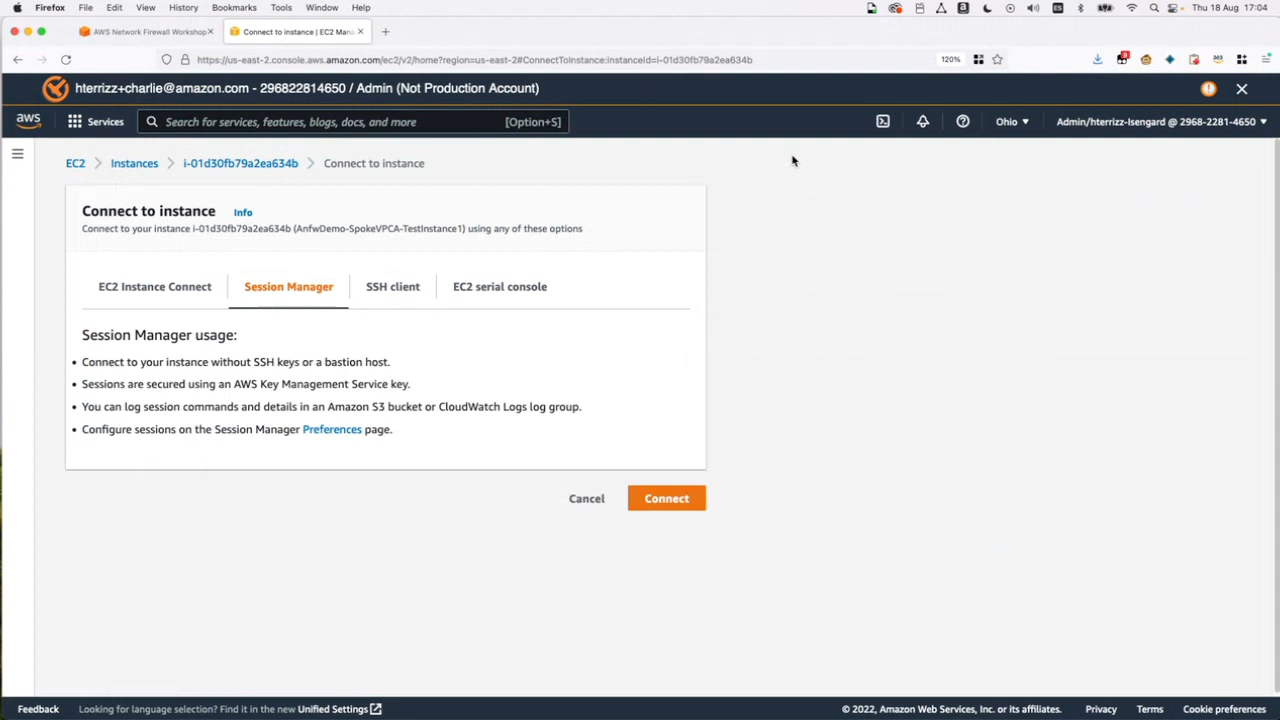 Firefox File Edit View History Bookmarks Tools Window Help Thu 18 Aug 17:04
AWS Network Firewall Workshop × Connect to instance | EC2 Man × +
https://us-east-2.console.aws.amazon.com/ec2/v2/home?region=us-east-2#ConnectToInstance:instanceId=i-01d30fb79a2ea634b 120%
hterrizz+charlie@amazon.com - 296822814650 / Admin (Not Production Account)
aws Services Search for services, features, blogs, docs, and more [Option+S] Ohio Admin/hterrizz-Isengard @ 2968-2281-4650
EC2 > Instances > i-01d30fb79a2ea634b > Connect to instance
Connect to instance Info
Connect to your instance i-01d30fb79a2ea634b (AnfwDemo-SpokeVPCA-TestInstance1) using any of these options
EC2 Instance Connect Session Manager SSH client EC2 serial console
Session Manager usage:
• Connect to your instance without SSH keys or a bastion host.
• Sessions are secured using an AWS Key Management Service key.
• You can log session commands and details in an Amazon S3 bucket or CloudWatch Logs log group.
• Configure sessions on the Session Manager Preferences page.
Cancel Connect
Feedback Looking for language selection? Find it in the new Unified Settings © 2022, Amazon Web Services, Inc. or its affiliates. Privacy Terms Cookie preferences